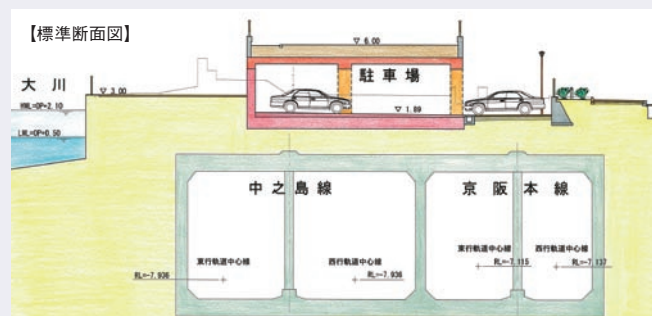 【標準断面図】
▽ 6.00
大川
駐車場
▽ 3.00
▽ 1.89
HWL=OP+2.10
LWL=OP+0.50
中之島線
京阪本線
東行軌道中心線
西行軌道中心線
東行軌道中心線
西行軌道中心線
RL=-7.936
RL=-7.936
RL=-7.115
RL=-7.137